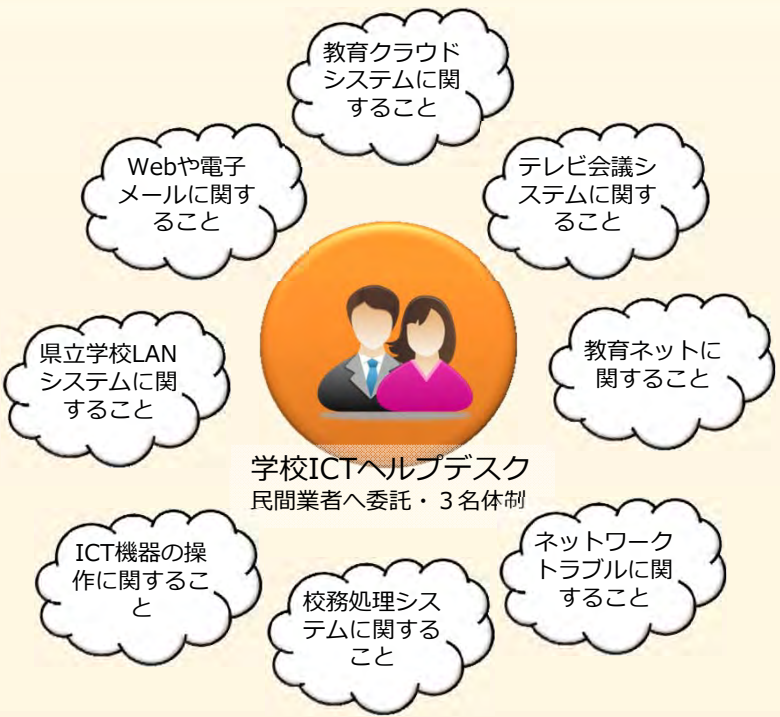 教育クラウド
システムに関
すること
Webや電子
メールに関す
ること
テレビ会議シ
ステムに関す
ること
県立学校LAN
システムに関
すること
教育ネットに
関すること
学校ICTヘルプデスク
民間業者へ委託・３名体制
ICT機器の操
作に関するこ
と
校務処理シス
テムに関する
こと
ネットワーク
トラブルに関
すること